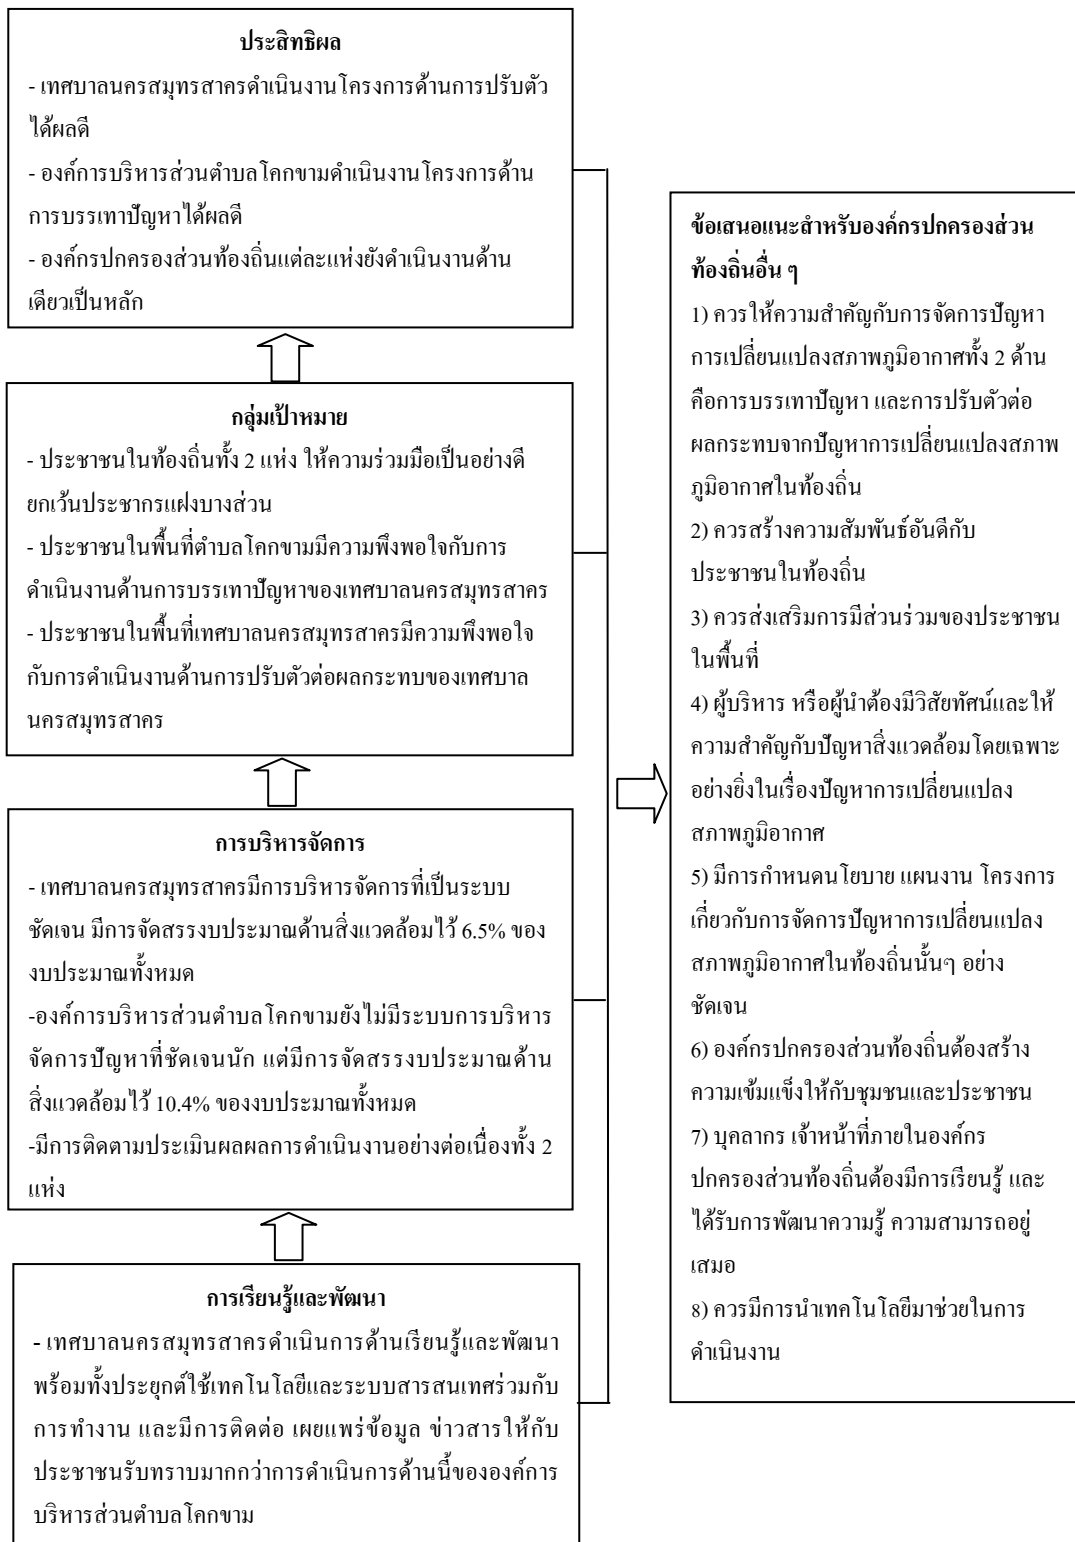 ประสิทธิผล
- เทศบาลนครสมุทรสาครดำเนินงานโครงการด้านการปรับตัว
ได้ผลดี
- องค์การบริหารส่วนตำบลโคกขามดำเนินงานโครงการด้าน
การบรรเทาปัญหาได้ผลดี
- องค์กรปกครองส่วนท้องถิ่นแต่ละแห่งยังดำเนินงานด้าน
เดียวเป็นหลัก
กลุ่มเป้าหมาย
- ประชาชนในท้องถิ่นทั้ง 2 แห่ง ให้ความร่วมมือเป็นอย่างดี
ยกเว้นประชากรแฝงบางส่วน
- ประชาชนในพื้นที่ตำบลโคกขามมีความพึงพอใจกับการ
ดำเนินงานด้านการบรรเทาปัญหาของเทศบาลนครสมุทรสาคร
- ประชาชนในพื้นที่เทศบาลนครสมุทรสาครมีความพึงพอใจ
กับการดำเนินงานด้านการปรับตัวต่อผลกระทบของเทศบาล
นครสมุทรสาคร
การบริหารจัดการ
- เทศบาลนครสมุทรสาครมีการบริหารจัดการที่เป็นระบบ
ชัดเจน มีการจัดสรรงบประมาณด้านสิ่งแวดล้อมไว้ 6.5% ของ
งบประมาณทั้งหมด
-องค์การบริหารส่วนตำบลโคกขามยังไม่มีระบบการบริหาร
จัดการปัญหาที่ชัดเจนนัก แต่มีการจัดสรรงบประมาณด้าน
สิ่งแวดล้อมไว้ 10.4% ของงบประมาณทั้งหมด
-มีการติดตามประเมินผลผลการดำเนินงานอย่างต่อเนื่องทั้ง 2
แห่ง
การเรียนรู้และพัฒนา
- เทศบาลนครสมุทรสาครดำเนินการด้านเรียนรู้และพัฒนา
พร้อมทั้งประยุกต์ใช้เทคโนโลยีและระบบสารสนเทศร่วมกับ
การทำงาน และมีการติดต่อ เผยแพร่ข้อมูล ข่าวสารให้กับ
ประชาชนรับทราบมากกว่าการดำเนินการด้านนี้ขององค์การ
บริหารส่วนตำบลโคกขาม
ข้อเสนอแนะสำหรับองค์กรปกครองส่วน
ท้องถิ่นอื่น ๆ
1) ควรให้ความสำคัญกับการจัดการปัญหา
การเปลี่ยนแปลงสภาพภูมิอากาศทั้ง 2 ด้าน
คือการบรรเทาปัญหา และการปรับตัวต่อ
ผลกระทบจากปัญหาการเปลี่ยนแปลงสภาพ
ภูมิอากาศในท้องถิ่น
2) ควรสร้างความสัมพันธ์อันดีกับ
ประชาชนในท้องถิ่น
3) ควรส่งเสริมการมีส่วนร่วมของประชาชน
ในพื้นที่
4) ผู้บริหาร หรือผู้นำต้องมีวิสัยทัศน์และให้
ความสำคัญกับปัญหาสิ่งแวดล้อมโดยเฉพาะ
อย่างยิ่งในเรื่องปัญหาการเปลี่ยนแปลง
สภาพภูมิอากาศ
5) มีการกำหนดนโยบาย แผนงาน โครงการ
เกี่ยวกับการจัดการปัญหาการเปลี่ยนแปลง
สภาพภูมิอากาศในท้องถิ่นนั้นๆ อย่าง
ชัดเจน
6) องค์กรปกครองส่วนท้องถิ่นต้องสร้าง
ความเข้มแข็งให้กับชุมชนและประชาชน
7) บุคลากร เจ้าหน้าที่ภายในองค์กร
ปกครองส่วนท้องถิ่นต้องมีการเรียนรู้ และ
ได้รับการพัฒนาความรู้ ความสามารถอยู่
เสมอ
8) ควรมีการนำเทคโนโลยีมาช่วยในการ
ดำเนินงาน